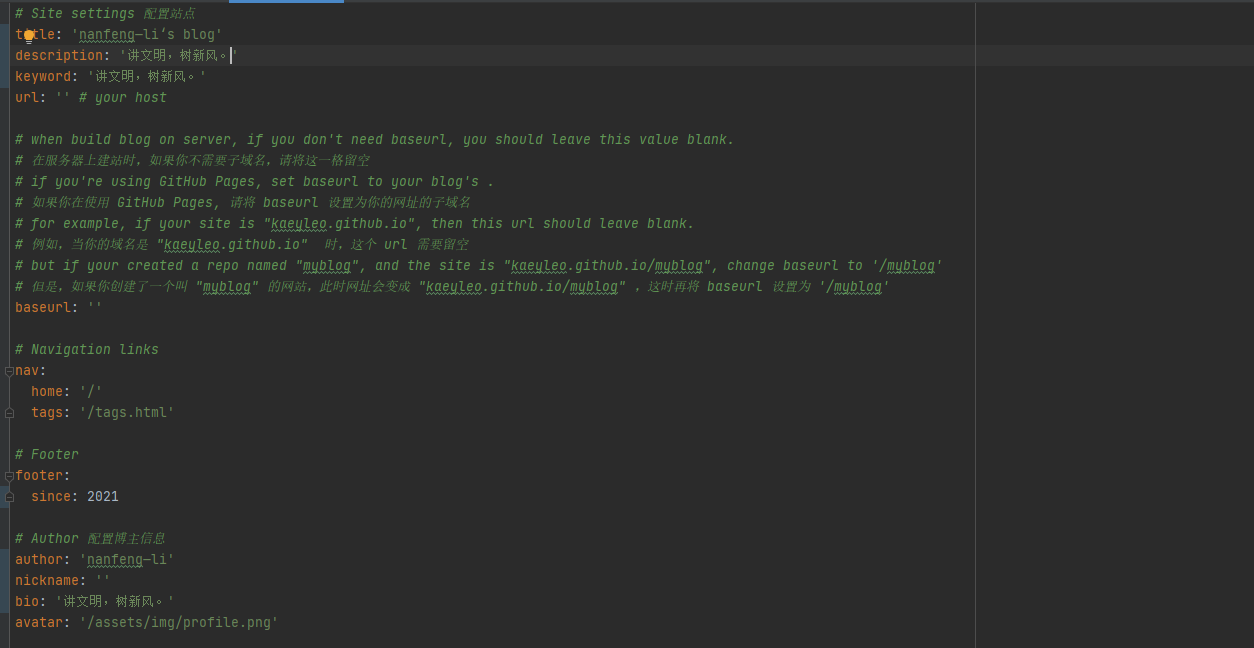 # Site settings 配置站点
title: 'nanfeng—li‘s blog'
description: '讲文明，树新风。'
keyword: '讲文明，树新风。'
url: '' # your host
# when build blog on server, if you don't need baseurl, you should leave this value blank.
# 在服务器上建站时，如果你不需要子域名，请将这一格留空
# if you're using GitHub Pages, set baseurl to your blog's .
# 如果你在使用 GitHub Pages, 请将 baseurl 设置为你的网址的子域名
# for example, if your site is "kaeyleo.github.io", then this url should leave blank.
# 例如，当你的域名是 "kaeyleo.github.io"  时，这个 url 需要留空
# but if your created a repo named "myblog", and the site is "kaeyleo.github.io/myblog", change baseurl to '/myblog'
# 但是，如果你创建了一个叫 "myblog" 的网站，此时网址会变成 "kaeyleo.github.io/myblog" ，这时再将 baseurl 设置为 '/myblog'
baseurl: ''
# Navigation links
nav:
home: '/'
tags: '/tags.html'
# Footer
footer:
since: 2021
# Author 配置博主信息
author: 'nanfeng—li'
nickname: ''
bio: '讲文明，树新风。'
avatar: '/assets/img/profile.png'